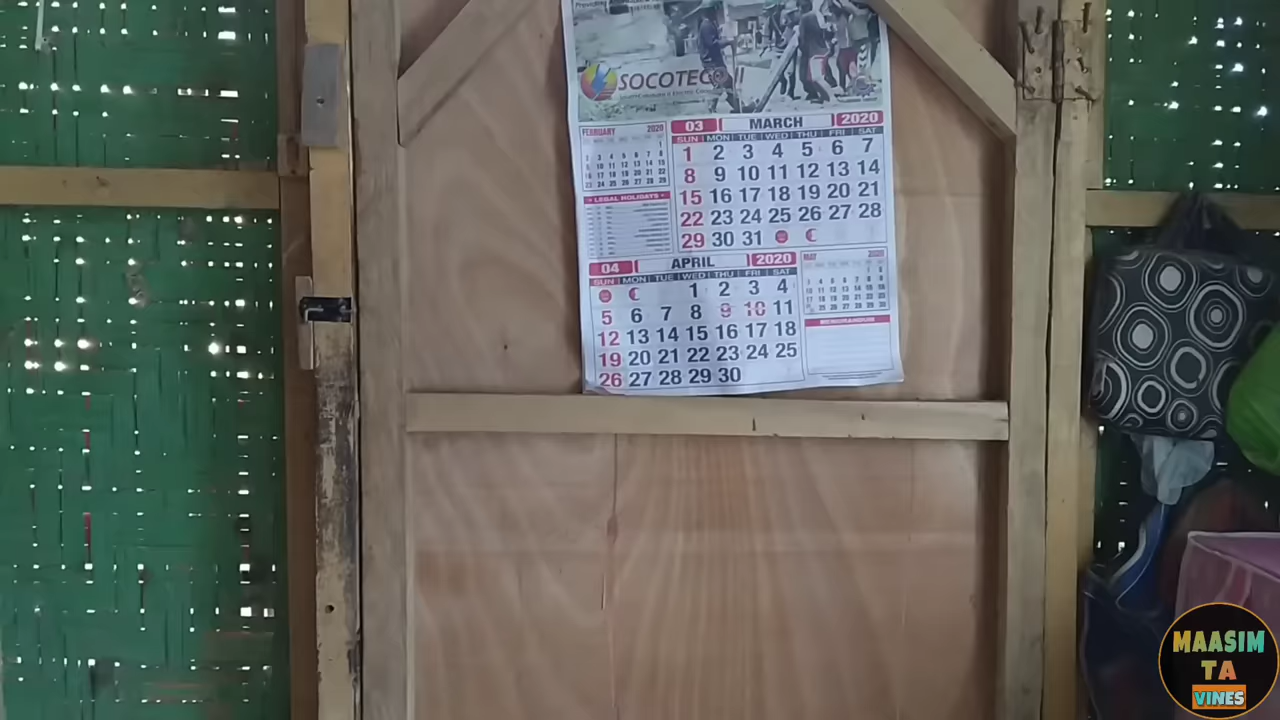 SOCOTECO II
FEBRUARY 2020
03 MARCH 2020
SUN MON TUE WED THU FRI SAT
1 2 3 4 5 6 7
8 9 10 11 12 13 14
15 16 17 18 19 20 21
22 23 24 25 26 27 28
29 30 31
LEGAL HOLIDAYS
04 APRIL 2020
SUN MON TUE WED THU FRI SAT
1 2 3 4
5 6 7 8 9 10 11
12 13 14 15 16 17 18
19 20 21 22 23 24 25
26 27 28 29 30
MAY 2020
MEMORANDUM
MAASIM
TA
VINES